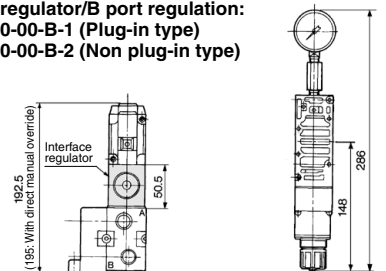 regulator/B port regulation:
0-00-B-1 (Plug-in type)
0-00-B-2 (Non plug-in type)
Interface
regulator
192.5
(195: With direct manual override)
50.5
A
B
148
286